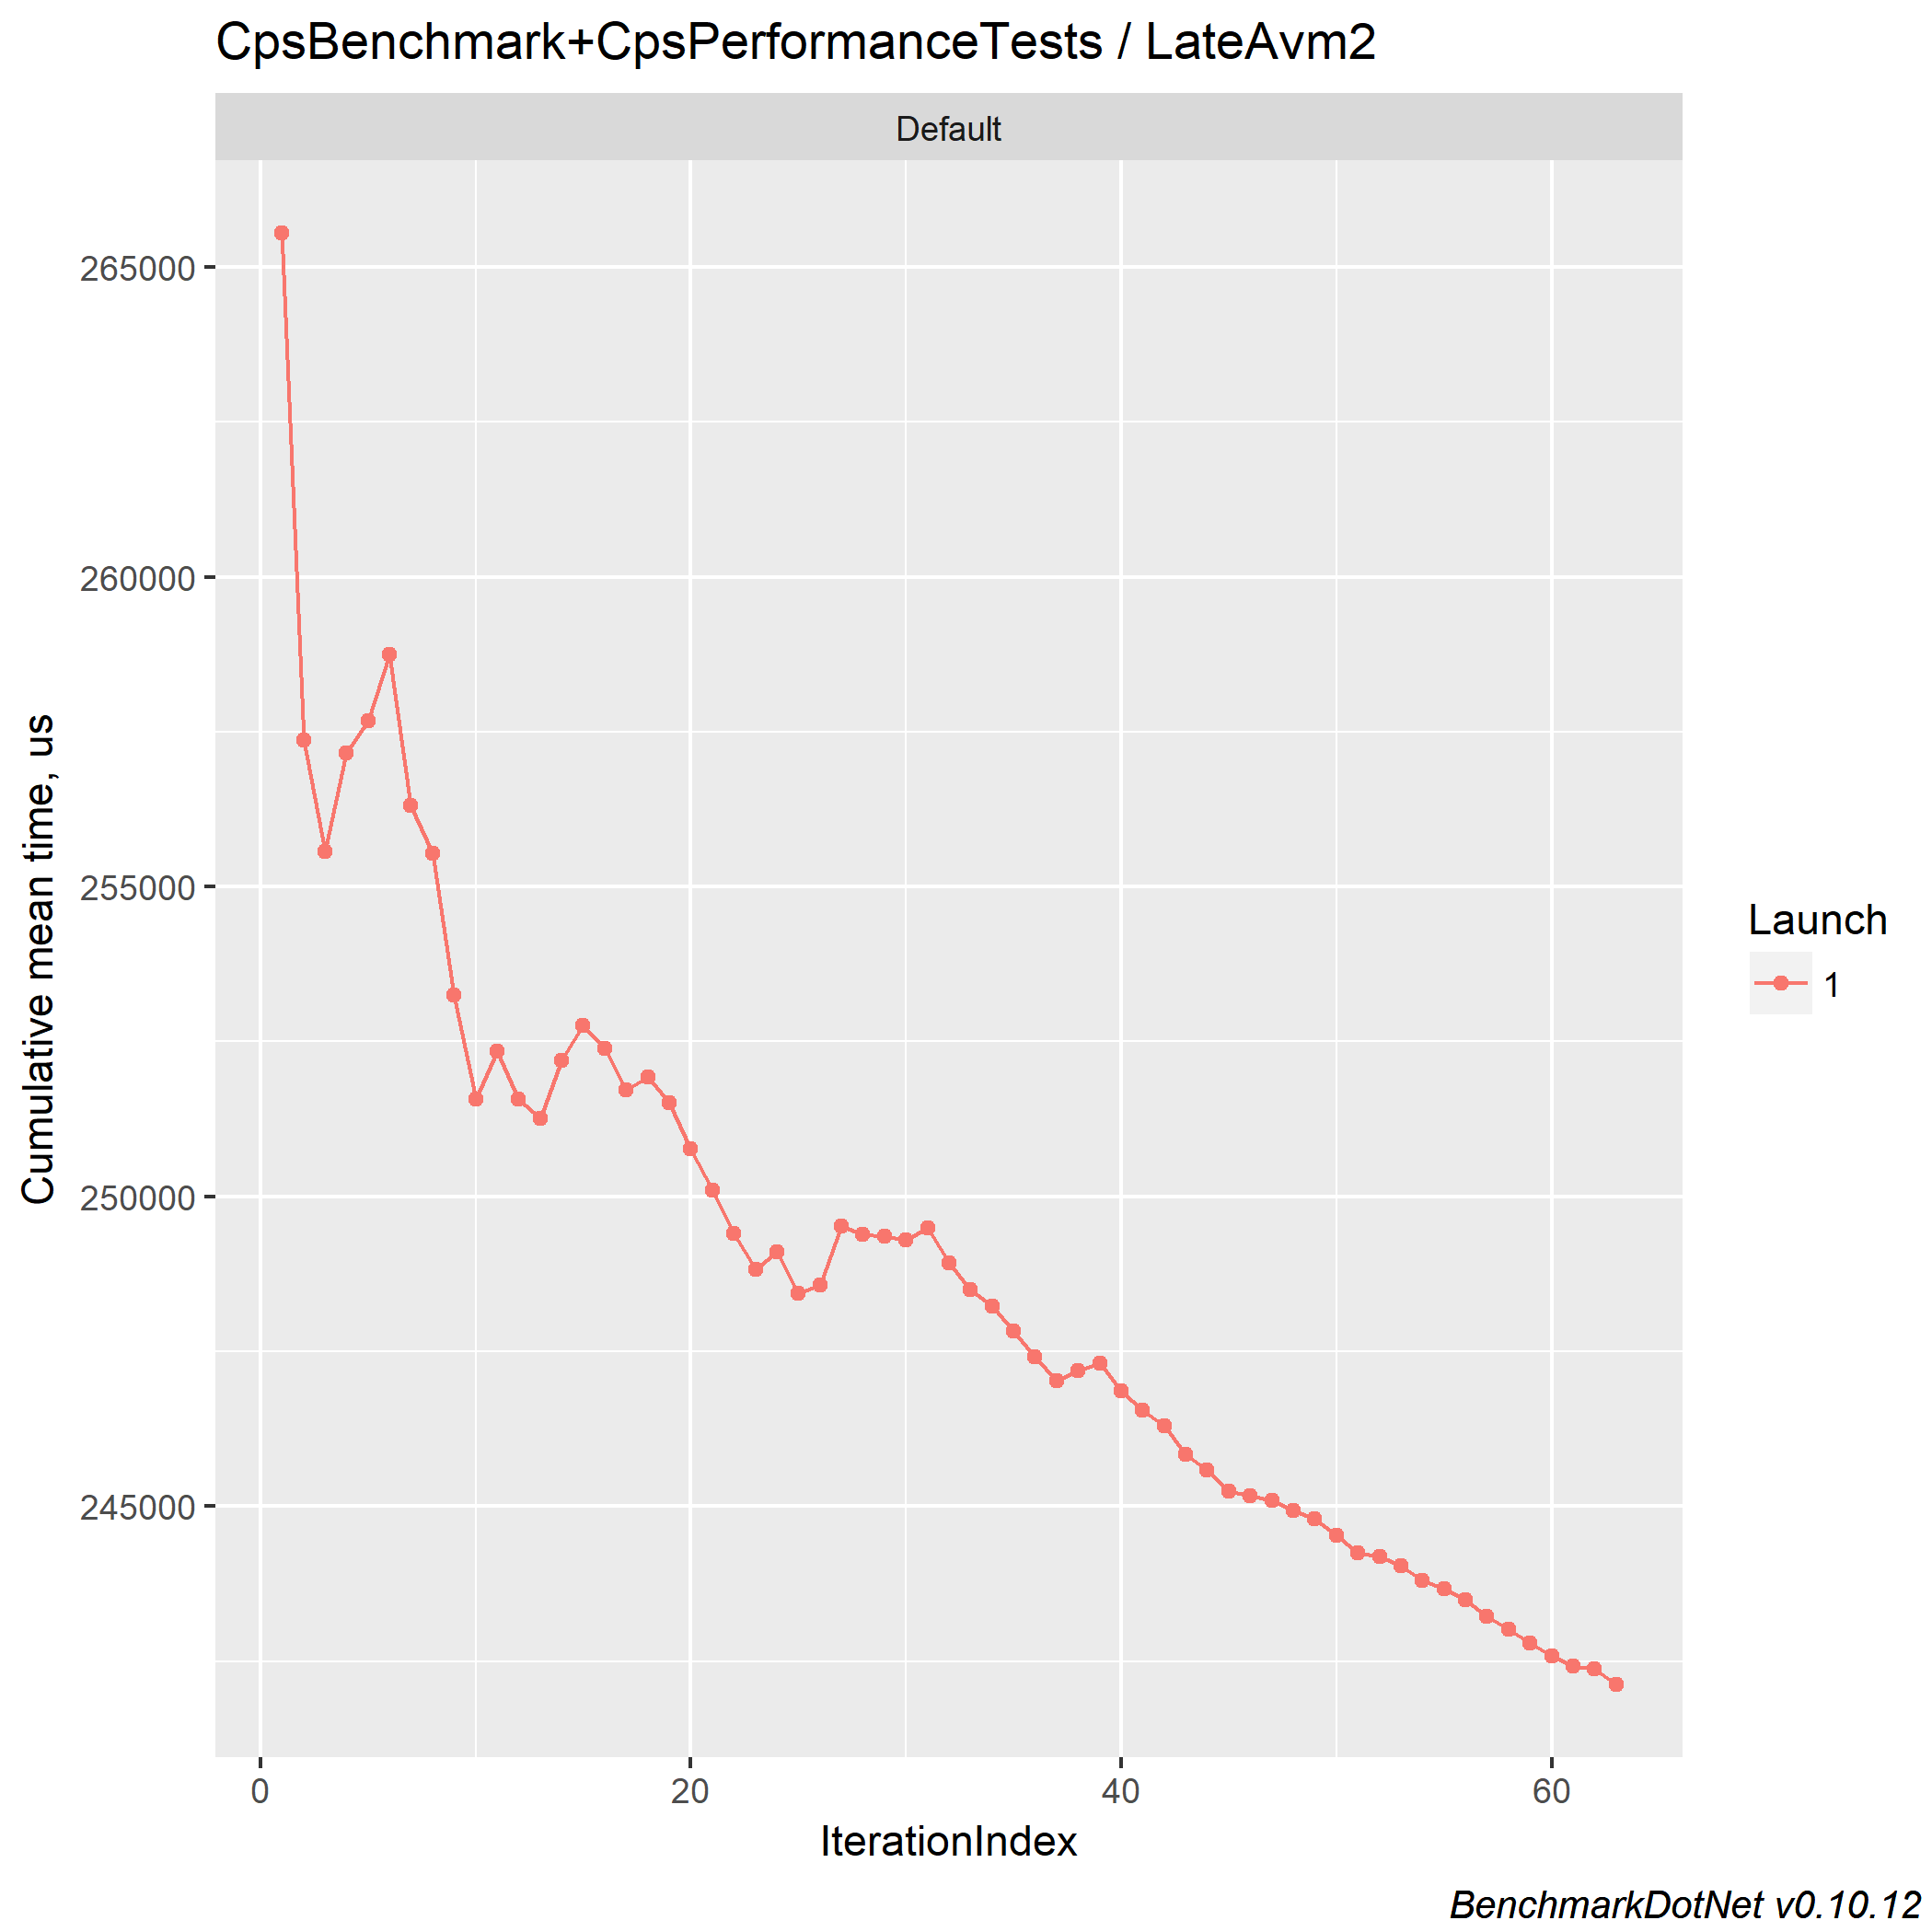 CpsBenchmark+CpsPerformanceTests / LateAvm2
Default
Cumulative mean time, us
265000
260000
255000
250000
245000
0 20 40 60
IterationIndex
Launch
1
BenchmarkDotNet v0.10.12